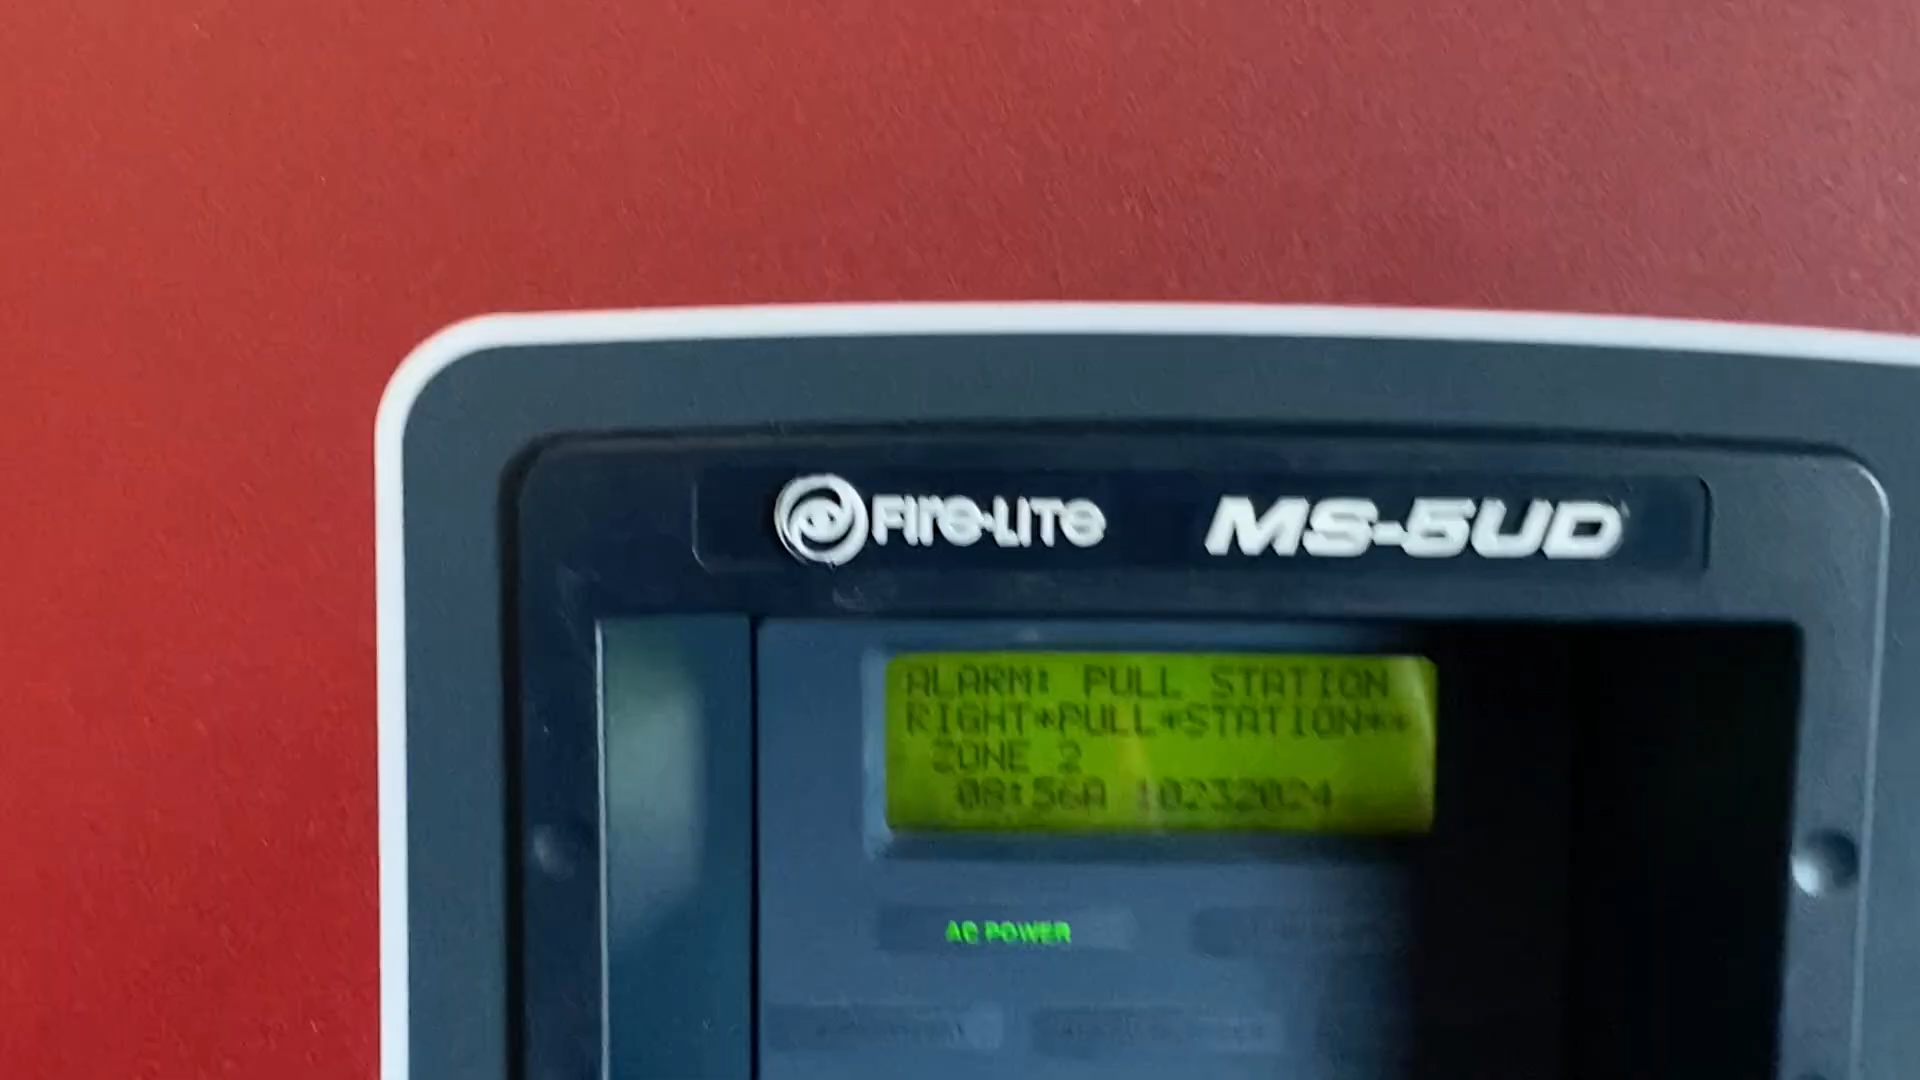 FIRE-LITE MS-5UD
ALARM: PULL STATION
RIGHT*PULL*STATION**
ZONE 2
08:56A 10232024
AC POWER